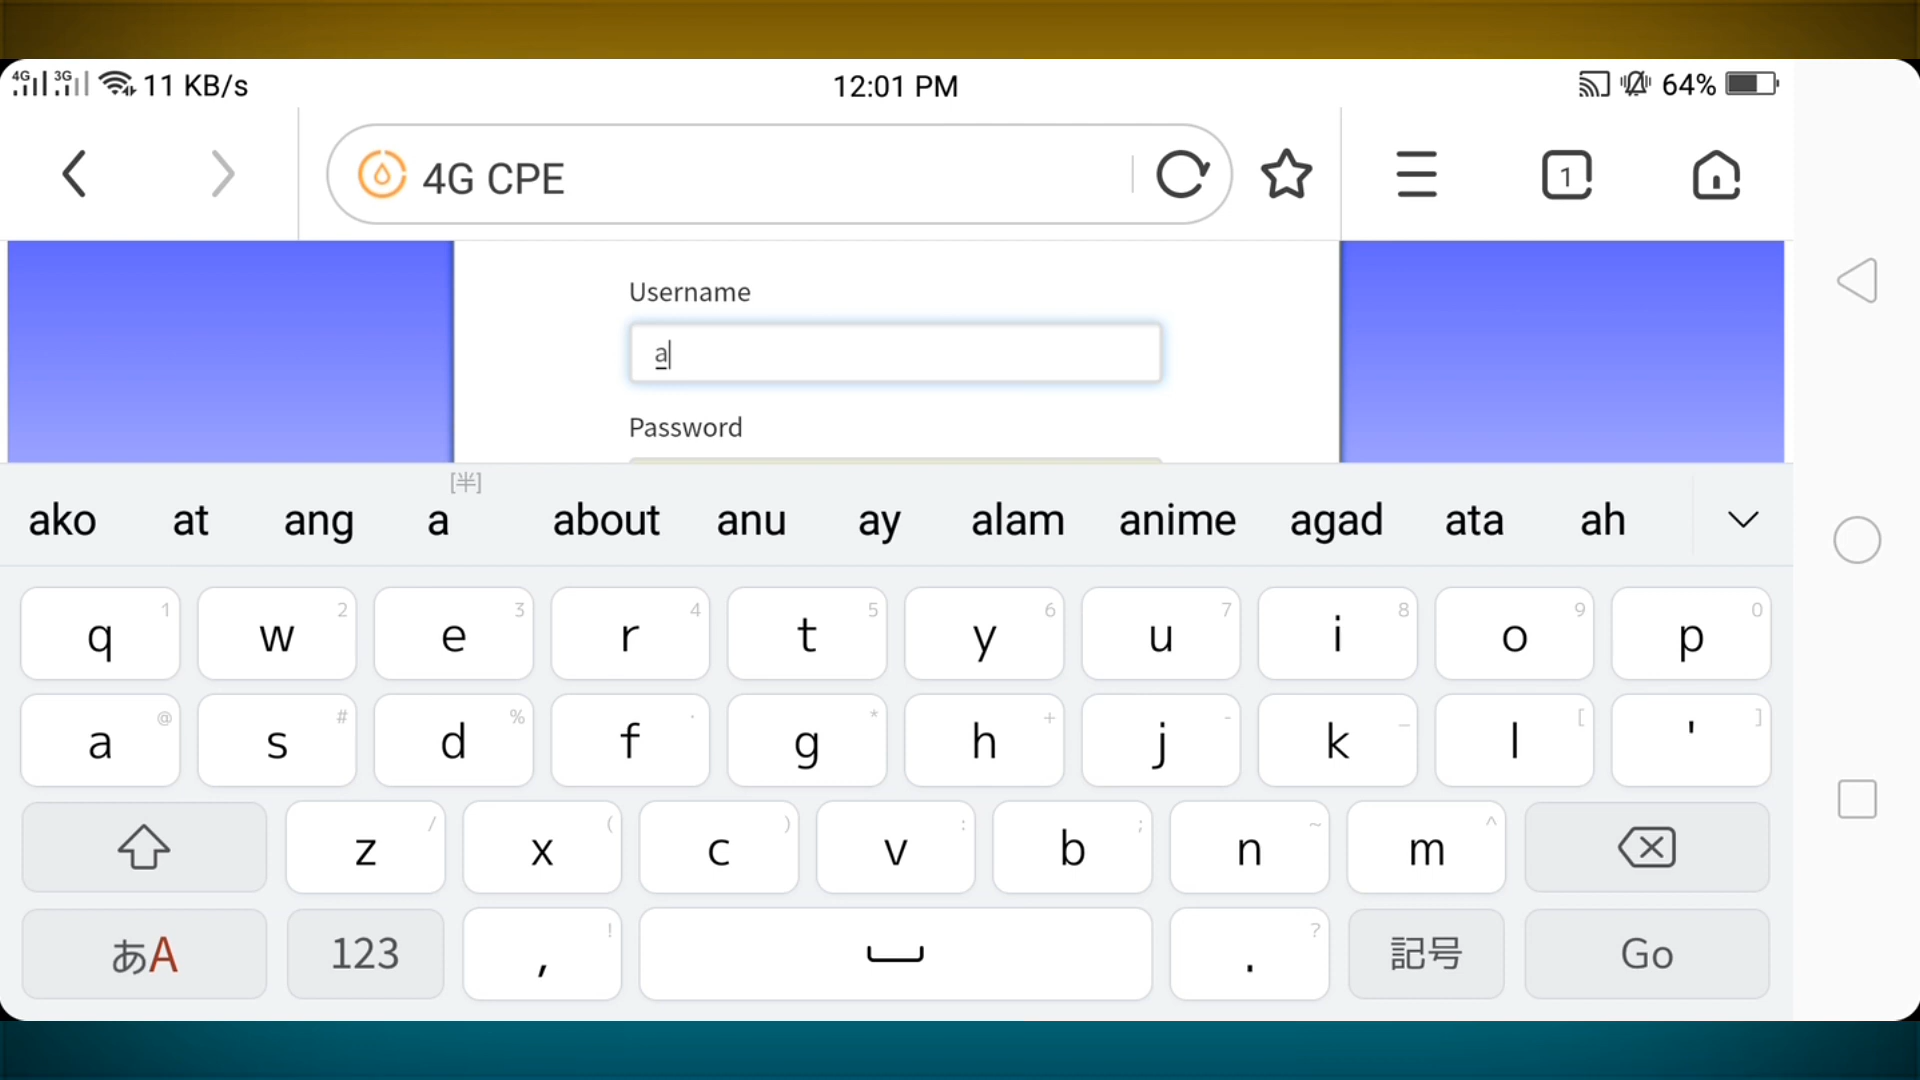 4G 3G 11 KB/s 12:01 PM 64%
4G CPE 1
Username
a
Password
[半]
ako at ang a about anu ay alam anime agad ata ah
q 1 w 2 e 3 r 4 t 5 y 6 u 7 i 8 o 9 p 0
a @ s # d % f · g * h + j - k _ l [ ' ]
z / x ( c ) v : b ; n ~ m ^
あA 123 , ! . ? 記号 Go